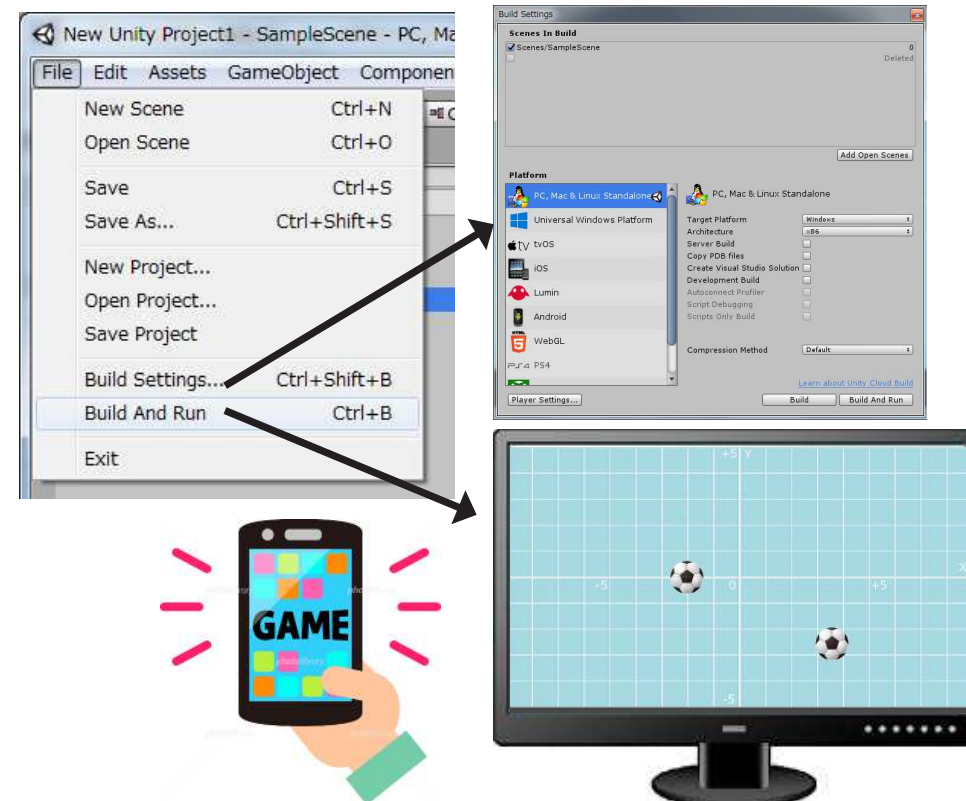 New Unity Project1 - SampleScene - PC, Ma
File Edit Assets GameObject Componen
New Scene Ctrl+N
Open Scene Ctrl+O
Save Ctrl+S
Save As... Ctrl+Shift+S
New Project...
Open Project...
Save Project
Build Settings... Ctrl+Shift+B
Build And Run Ctrl+B
Exit
Build Settings
Scenes In Build
Scenes/SampleScene 0
Deleted
Add Open Scenes
Platform
PC, Mac & Linux Standalone
Universal Windows Platform
tv tvOS
iOS
Lumin
Android
HTML 5 WebGL
PS4 PS4
PC, Mac & Linux Standalone
Target Platform Windows
Architecture x86
Server Build
Copy PDB files
Create Visual Studio Solution
Development Build
Autoconnect Profiler
Script Debugging
Scripts Only Build
Compression Method Default
Learn about Unity Cloud Build
Player Settings... Build Build And Run
GAME
photolibrary
+5 Y
X
-5 0 +5
-5